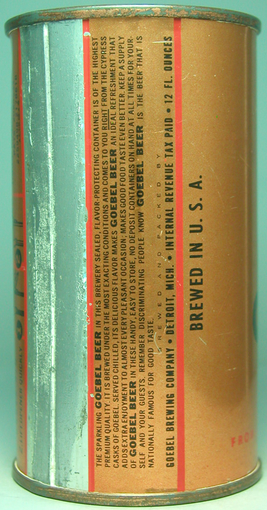 THE SPARKLING GOEBEL BEER IN THIS BREWERY SEALED, FLAVOR-PROTECTING CONTAINER IS OF THE HIGHEST
PREMIUM QUALITY. IT IS BREWED UNDER THE MOST EXACTING CONDITIONS AND COMES TO YOU RIGHT FROM THE CYPRESS
CASKS OF GOEBEL. SERVED CHILLED, ITS DELICIOUS FLAVOR MAKES GOEBEL BEER AN IDEAL REFRESHMENT THAT
ADDS EXTRA ENJOYMENT TO ALMOST EVERY PLEASANT OCCASION; MAKES GOOD FOOD TASTE EVEN BETTER. KEEP A SUPPLY
OF GOEBEL BEER IN THESE HANDY, EASY TO STORE, NO DEPOSIT CONTAINERS ON HAND AT ALL TIMES FOR YOUR-
SELF AND YOUR GUESTS. REMEMBER DISCRIMINATING PEOPLE KNOW GOEBEL BEER IS THE BEER THAT IS
NATIONALLY FAMOUS FOR GOOD TASTE.
BREWED AND PACKED BY
GOEBEL BREWING COMPANY • DETROIT, MICH. • INTERNAL REVENUE TAX PAID • 12 FL. OUNCES
BREWED IN U. S. A.